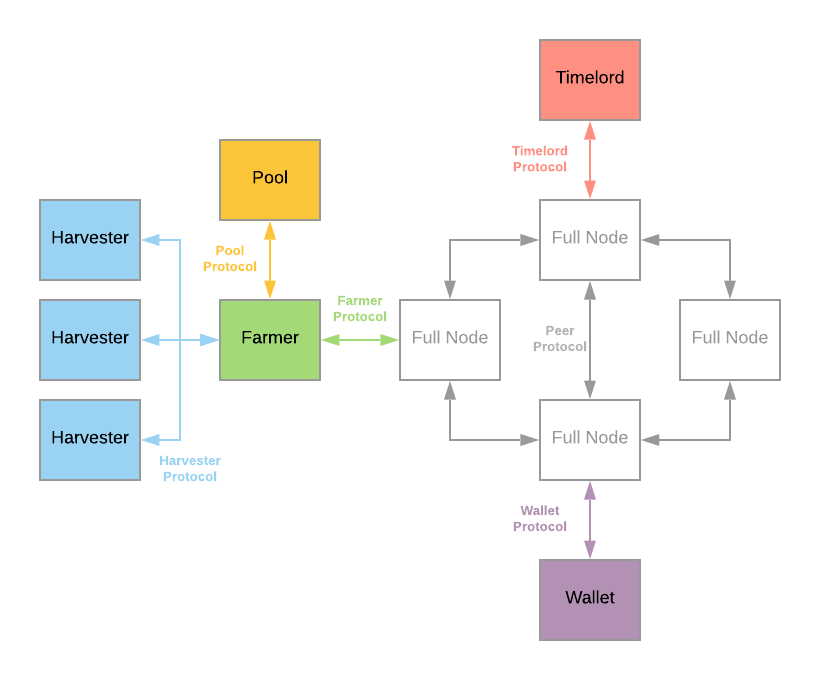 Timelord
Timelord
Protocol
Pool
Harvester
Full Node
Pool
Protocol
Farmer
Protocol
Harvester
Farmer
Full Node
Peer
Protocol
Full Node
Harvester
Full Node
Harvester
Protocol
Wallet
Protocol
Wallet